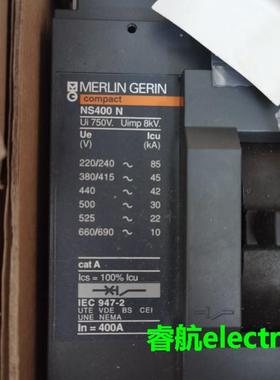 MERLIN GERIN
compact
NS400 N
Ui 750V. Uimp 8kV.
Ue Icu
(V) (kA)
220/240 ~ 85
380/415 ~ 45
440 ~ 42
500 ~ 30
525 ~ 22
660/690 ~ 10
cat A
Ics = 100% Icu
IEC 947-2
UTE VDE BS CEI
UNE NEMA
In = 400A
睿航electr